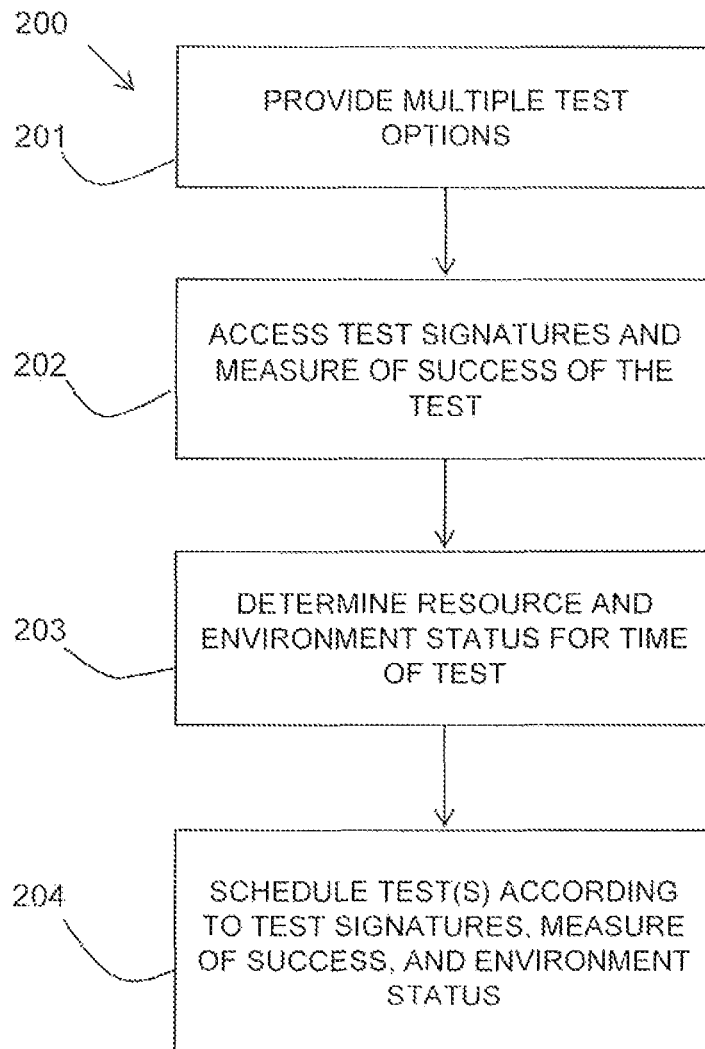 200
201
PROVIDE MULTIPLE TEST
OPTIONS
202
ACCESS TEST SIGNATURES AND
MEASURE OF SUCCESS OF THE
TEST
203
DETERMINE RESOURCE AND
ENVIRONMENT STATUS FOR TIME
OF TEST
204
SCHEDULE TEST(S) ACCORDING
TO TEST SIGNATURES, MEASURE
OF SUCCESS, AND ENVIRONMENT
STATUS